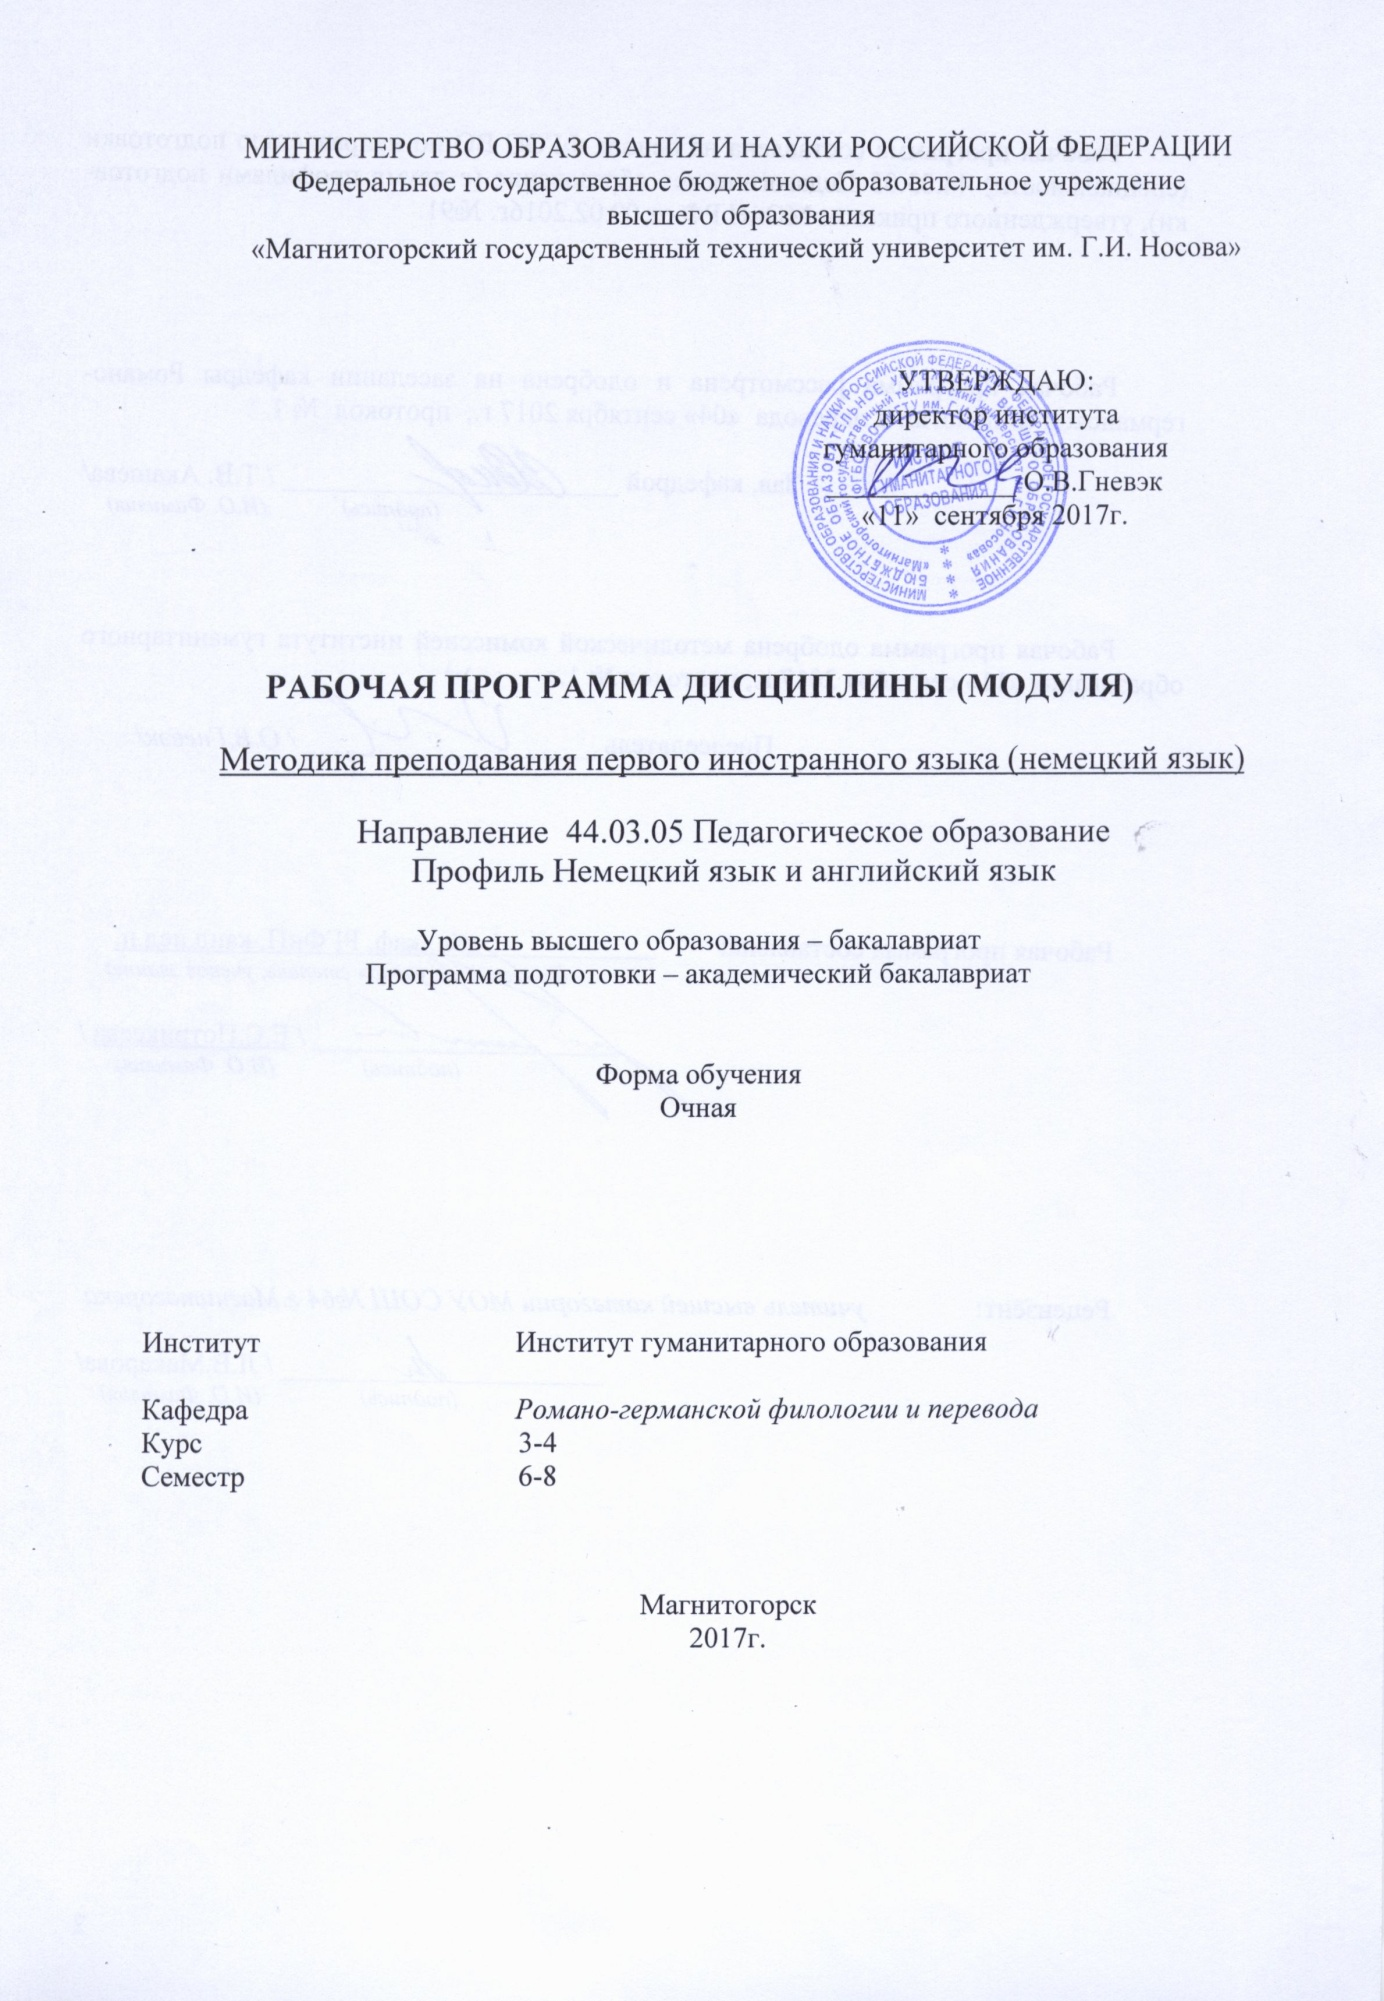 МИНИСТЕРСТВО ОБРАЗОВАНИЯ И НАУКИ РОССИЙСКОЙ ФЕДЕРАЦИИ
Федеральное государственное бюджетное образовательное учреждение
высшего образования
«Магнитогорский государственный технический университет им. Г.И. Носова»
УТВЕРЖДАЮ:
директор института
гуманитарного образования
О.В.Гневэк
«11» сентября 2017г.
РАБОЧАЯ ПРОГРАММА ДИСЦИПЛИНЫ (МОДУЛЯ)
Методика преподавания первого иностранного языка (немецкий язык)
Направление 44.03.05 Педагогическое образование
Профиль Немецкий язык и английский язык
Уровень высшего образования – бакалавриат
Программа подготовки – академический бакалавриат
Форма обучения
Очная
Институт Институт гуманитарного образования
Кафедра Романо-германской филологии и перевода
Курс 3-4
Семестр 6-8
Магнитогорск
2017г.